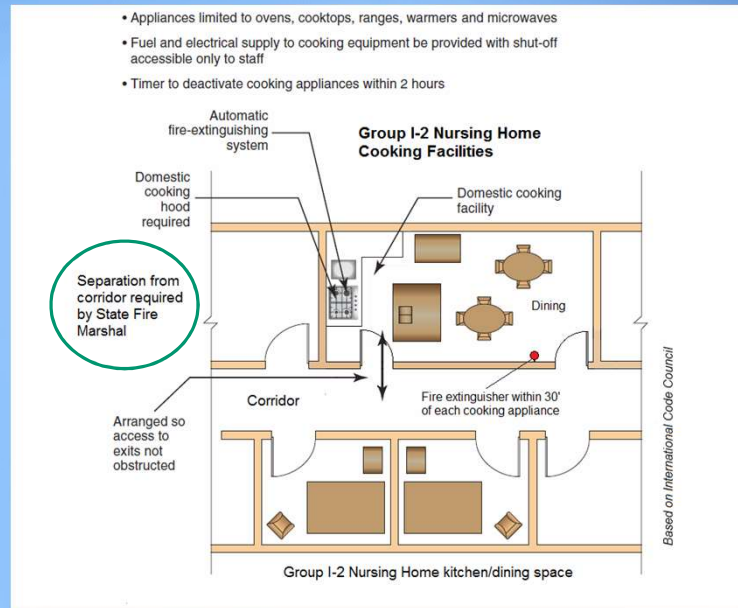 • Appliances limited to ovens, cooktops, ranges, warmers and microwaves
• Fuel and electrical supply to cooking equipment be provided with shut-off
accessible only to staff
• Timer to deactivate cooking appliances within 2 hours
Automatic
fire-extinguishing
system
Group I-2 Nursing Home
Cooking Facilities
Domestic
cooking
hood
required
Domestic cooking
facility
Separation from
corridor required
by State Fire
Marshal
Dining
Fire extinguisher within 30'
of each cooking appliance
Corridor
Arranged so
access to
exits not
obstructed
Based on International Code Council
Group I-2 Nursing Home kitchen/dining space